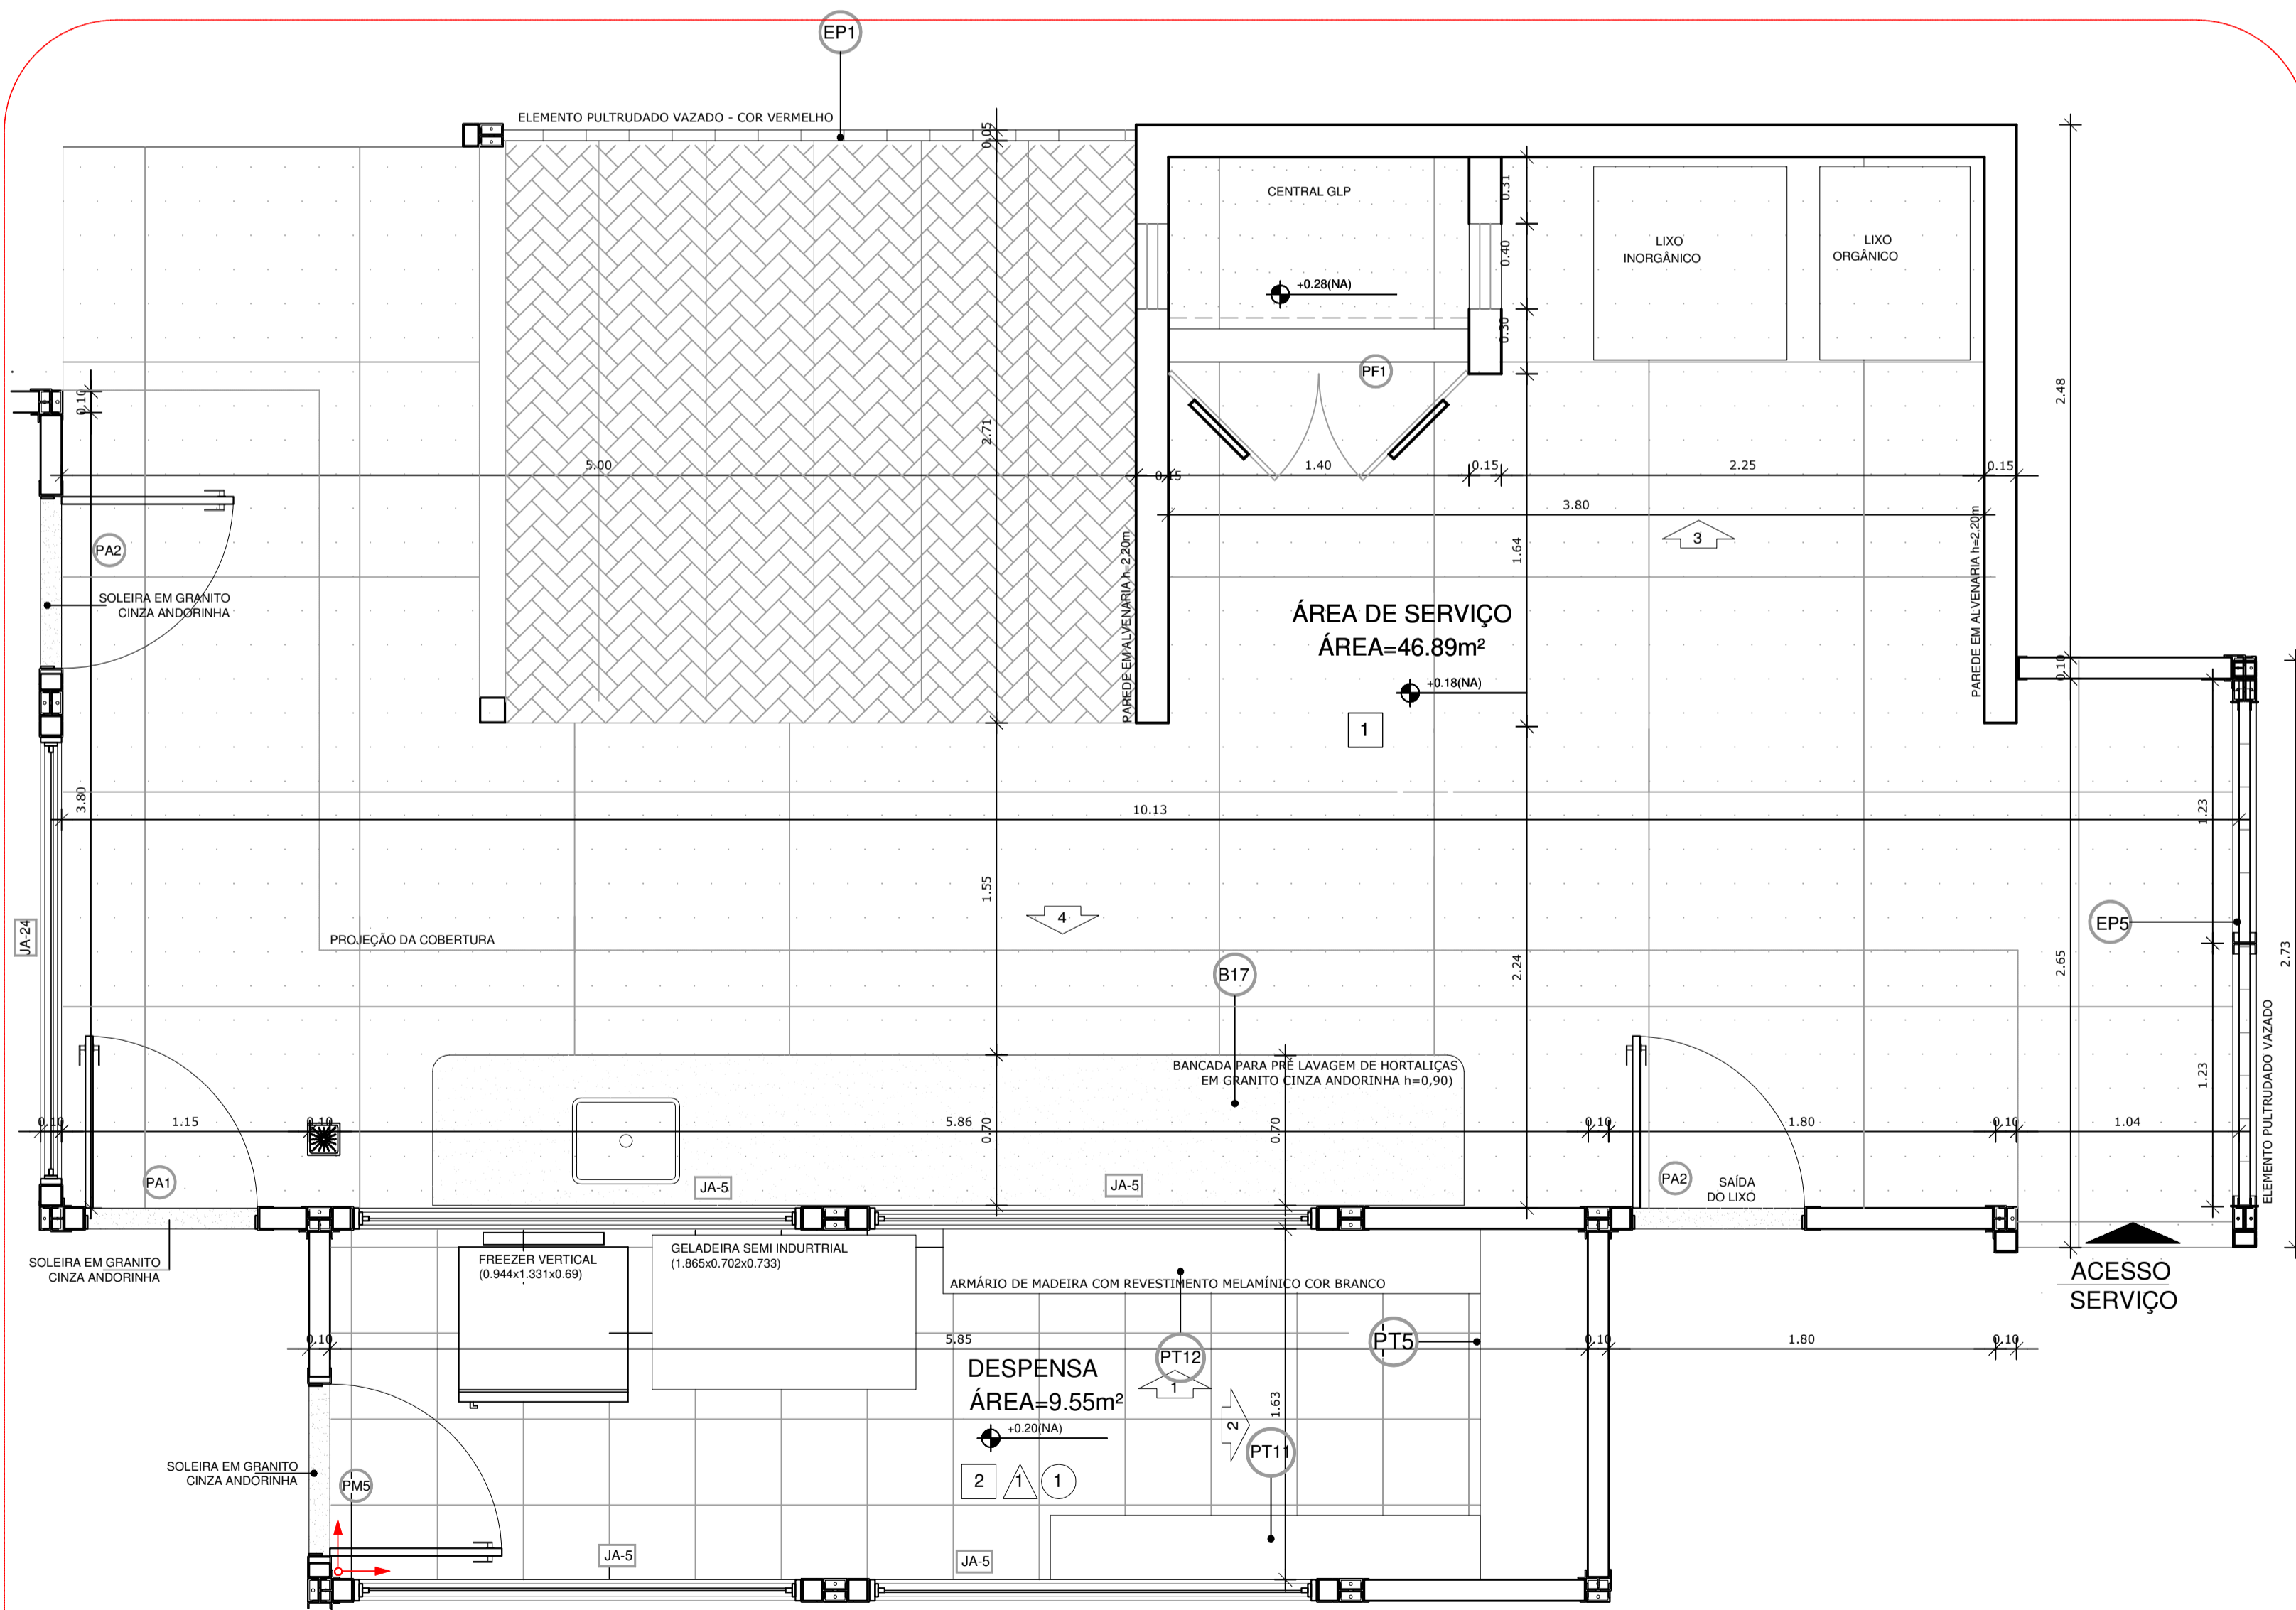 EP1
ELEMENTO PULTRUDADO VAZADO - COR VERMELHO
0.05
CENTRAL GLP
0.31
LIXO
INORGÂNICO
LIXO
ORGÂNICO
0.40
+0.28(NA)
0.30
PF1
2.48
0.10
2.71
5.00
0.15
1.40
0.15
2.25
0.15
3.80
3
PA2
1.64
PAREDE EM ALVENARIA h=2,20m
PAREDE EM ALVENARIA h=2,20m
SOLEIRA EM GRANITO
CINZA ANDORINHA
ÁREA DE SERVIÇO
ÁREA=46.89m²
+0.18(NA)
1
0.10
3.80
10.13
1.23
1.55
4
JA-24
PROJEÇÃO DA COBERTURA
EP5
2.73
2.65
2.24
B17
ELEMENTO PULTRUDADO VAZADO
BANCADA PARA PRÉ LAVAGEM DE HORTALIÇAS
EM GRANITO CINZA ANDORINHA h=0,90)
1.23
0.10
1.15
0.10
5.86
0.70
0.70
0.10
1.80
0.10
1.04
PA1
JA-5
JA-5
PA2
SAÍDA
DO LIXO
SOLEIRA EM GRANITO
CINZA ANDORINHA
FREEZER VERTICAL
(0.944x1.331x0.69)
GELADEIRA SEMI INDURTRIAL
(1.865x0.702x0.733)
ARMÁRIO DE MADEIRA COM REVESTIMENTO MELAMÍNICO COR BRANCO
ACESSO
SERVIÇO
0.10
5.85
PT12
PT5
0.10
1.80
0.10
DESPENSA
ÁREA=9.55m²
1
1.63
2
+0.20(NA)
PT11
SOLEIRA EM GRANITO
CINZA ANDORINHA
PM5
2
1
1
JA-5
JA-5